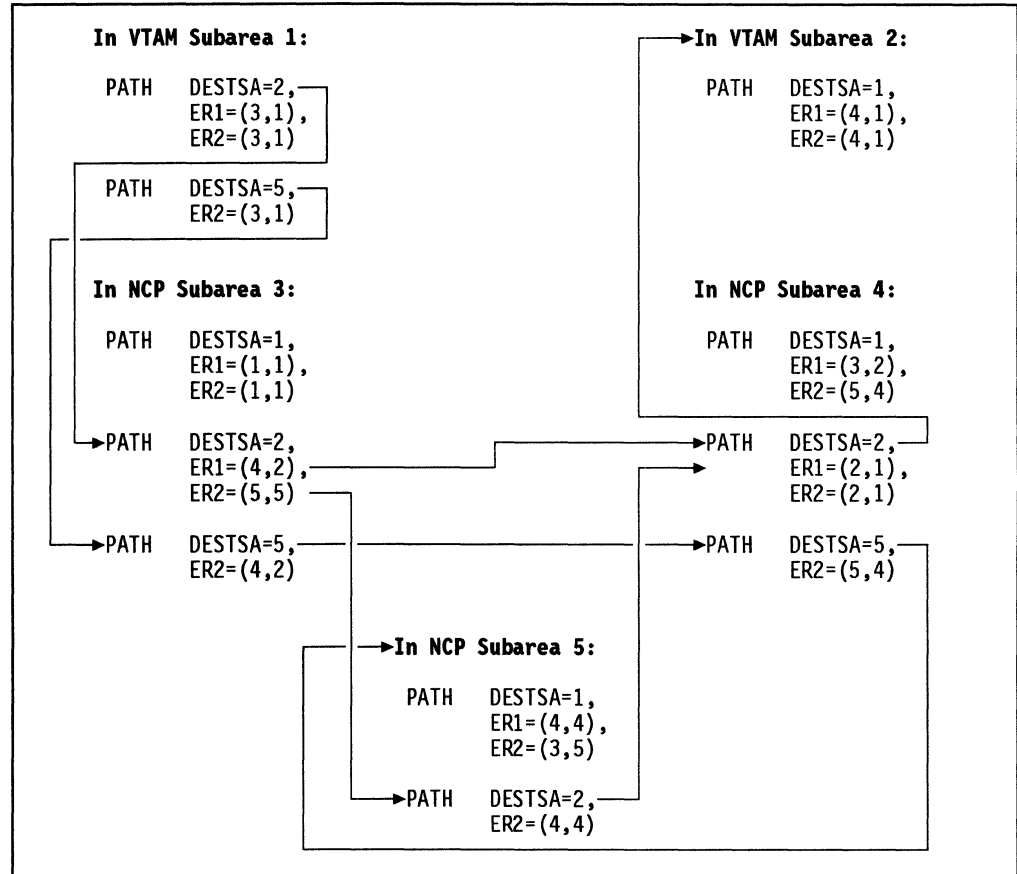 In VTAM Subarea 1:
PATH DESTSA=2,
ER1=(3,1),
ER2=(3,1)
PATH DESTSA=5,
ER2=(3,1)
In VTAM Subarea 2:
PATH DESTSA=1,
ER1=(4,1),
ER2=(4,1)
In NCP Subarea 3:
PATH DESTSA=1,
ER1=(1,1),
ER2=(1,1)
PATH DESTSA=2,
ER1=(4,2),
ER2=(5,5)
PATH DESTSA=5,
ER2=(4,2)
In NCP Subarea 4:
PATH DESTSA=1,
ER1=(3,2),
ER2=(5,4)
PATH DESTSA=2,
ER1=(2,1),
ER2=(2,1)
PATH DESTSA=5,
ER2=(5,4)
In NCP Subarea 5:
PATH DESTSA=1,
ER1=(4,4),
ER2=(3,5)
PATH DESTSA=2,
ER2=(4,4)